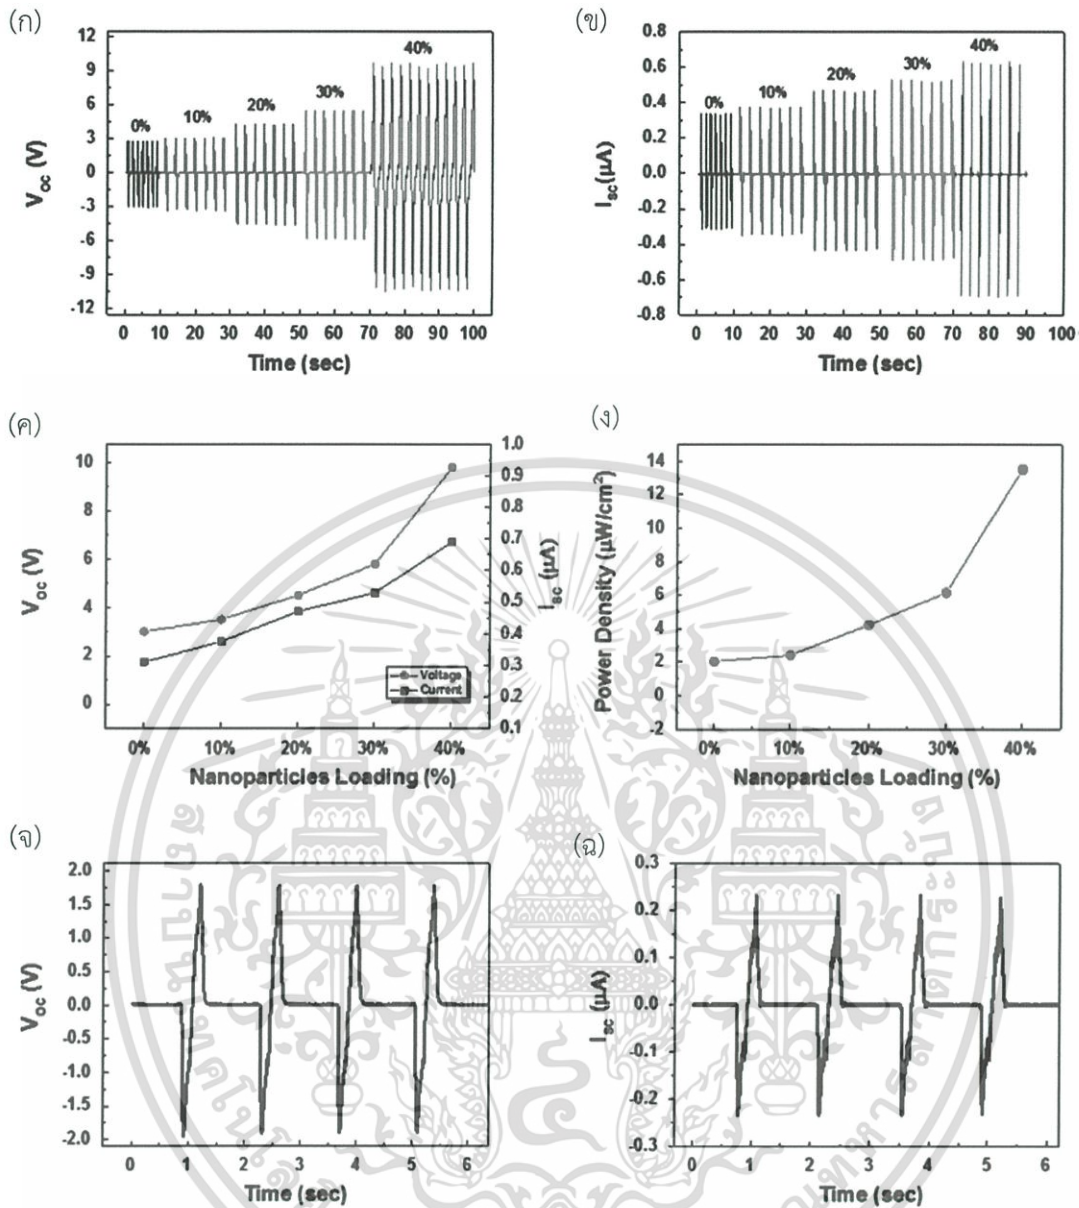 (ก)
12
9
6
3
0
-3
-6
-9
-12
V_oc (V)
0%
10%
20%
30%
40%
0 10 20 30 40 50 60 70 80 90 100
Time (sec)
(ข)
0.8
0.6
0.4
0.2
0.0
-0.2
-0.4
-0.6
-0.8
I_sc(µA)
0%
10%
20%
30%
40%
0 10 20 30 40 50 60 70 80 90 100
Time (sec)
(ค)
10
8
6
4
2
0
V_oc (V)
1.0
0.9
0.8
0.7
0.6
0.5
0.4
0.3
0.2
0.1
I_sc (µA)
Voltage
Current
0% 10% 20% 30% 40%
Nanoparticles Loading (%)
(ง)
14
12
10
8
6
4
2
0
-2
Power Density (µW/cm²)
0% 10% 20% 30% 40%
Nanoparticles Loading (%)
(จ)
2.0
1.5
1.0
0.5
0.0
-0.5
-1.0
-1.5
-2.0
V_oc (V)
0 1 2 3 4 5 6
Time (sec)
(ฉ)
0.3
0.2
0.1
0.0
-0.1
-0.2
-0.3
I_sc (µA)
0 1 2 3 4 5 6
Time (sec)